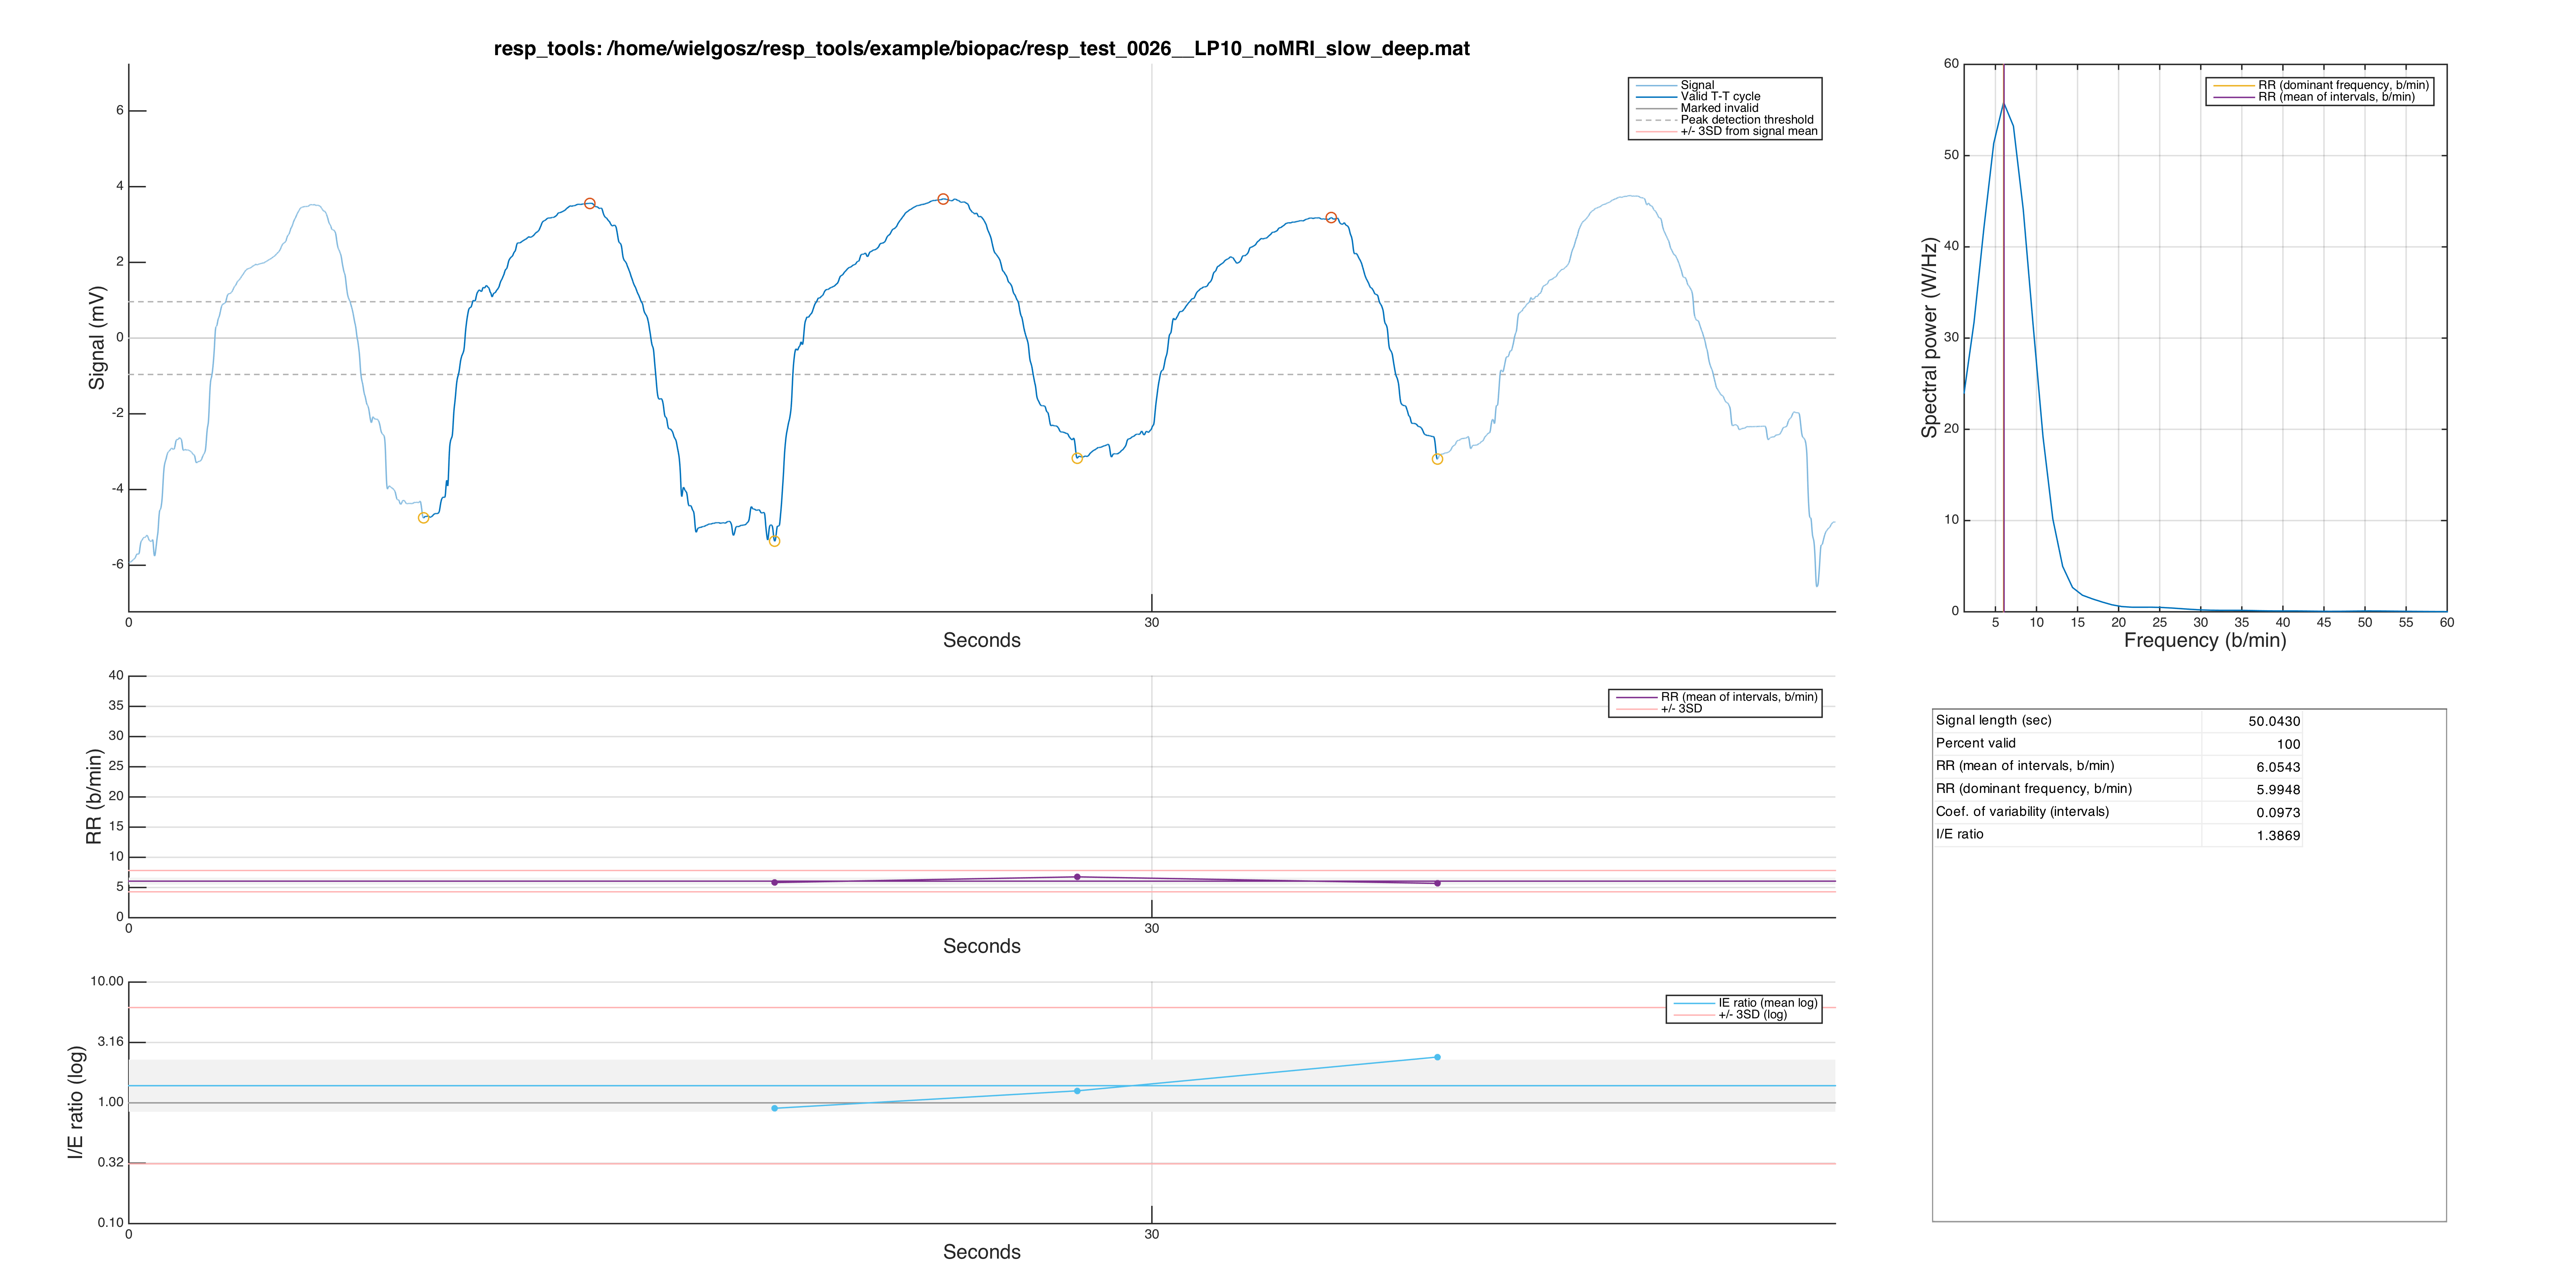 resp_tools: /home/wielgosz/resp_tools/example/biopac/resp_test_0026__LP10_noMRI_slow_deep.mat
Signal
Valid T-T cycle
Marked invalid
Peak detection threshold
+/- 3SD from signal mean
6
4
2
0
-2
-4
-6
Signal (mV)
0 30
Seconds
RR (dominant frequency, b/min)
RR (mean of intervals, b/min)
60
50
40
30
20
10
0
Spectral power (W/Hz)
5 10 15 20 25 30 35 40 45 50 55 60
Frequency (b/min)
RR (mean of intervals, b/min)
+/- 3SD
40
35
30
25
20
15
10
5
0
RR (b/min)
0 30
Seconds
Signal length (sec) 50.0430
Percent valid 100
RR (mean of intervals, b/min) 6.0543
RR (dominant frequency, b/min) 5.9948
Coef. of variability (intervals) 0.0973
I/E ratio 1.3869
IE ratio (mean log)
+/- 3SD (log)
10.00
3.16
1.00
0.32
0.10
I/E ratio (log)
0 30
Seconds